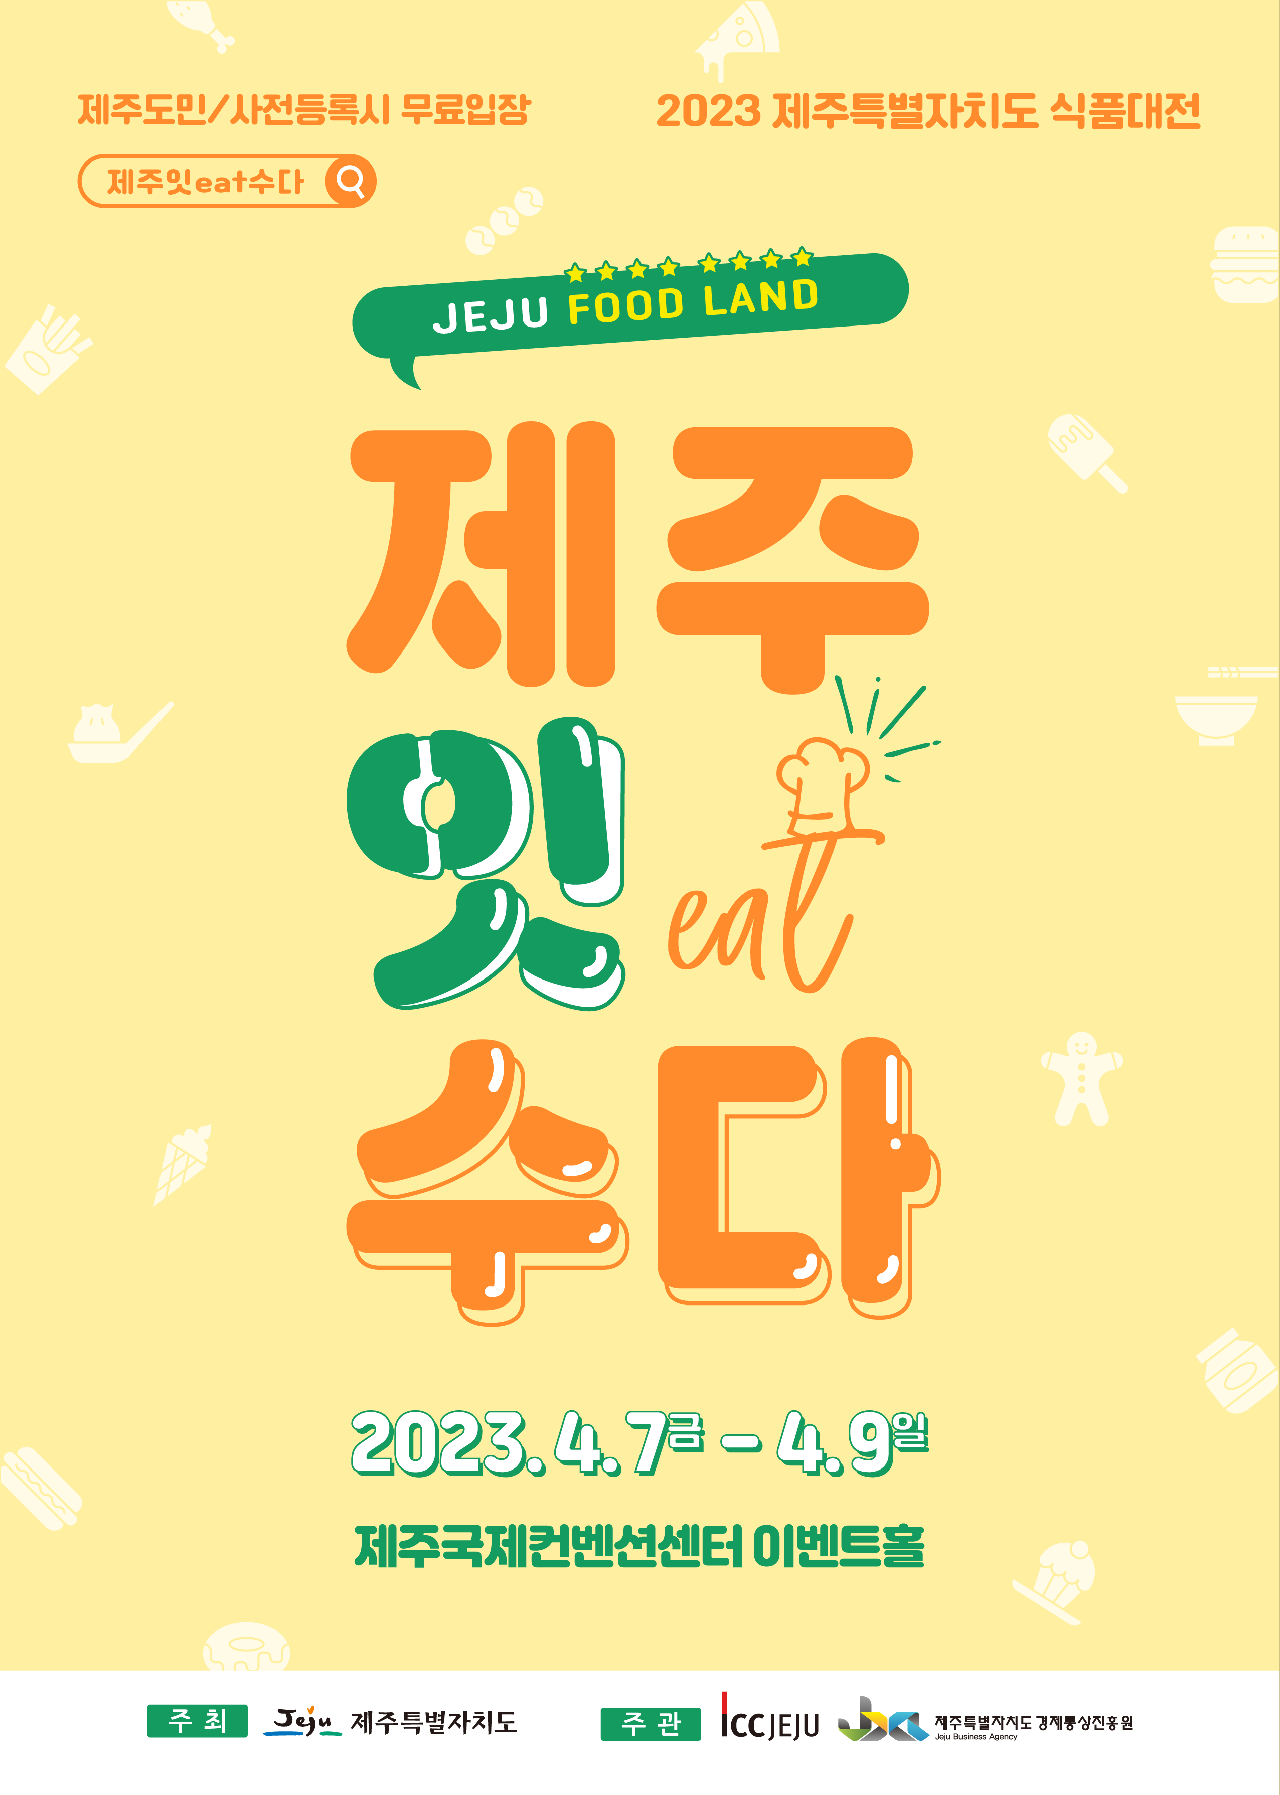 제주도민/사전등록시 무료입장
2023 제주특별자치도 식품대전
제주잇eat수다
JEJU FOOD LAND
제주
잇 eat
수다
2023. 4. 7금 - 4. 9일
제주국제컨벤션센터 이벤트홀
주최 Jeju 제주특별자치도 주관 ICCJEJU 제주특별자치도 경제통상진흥원
Jeju Business Agency